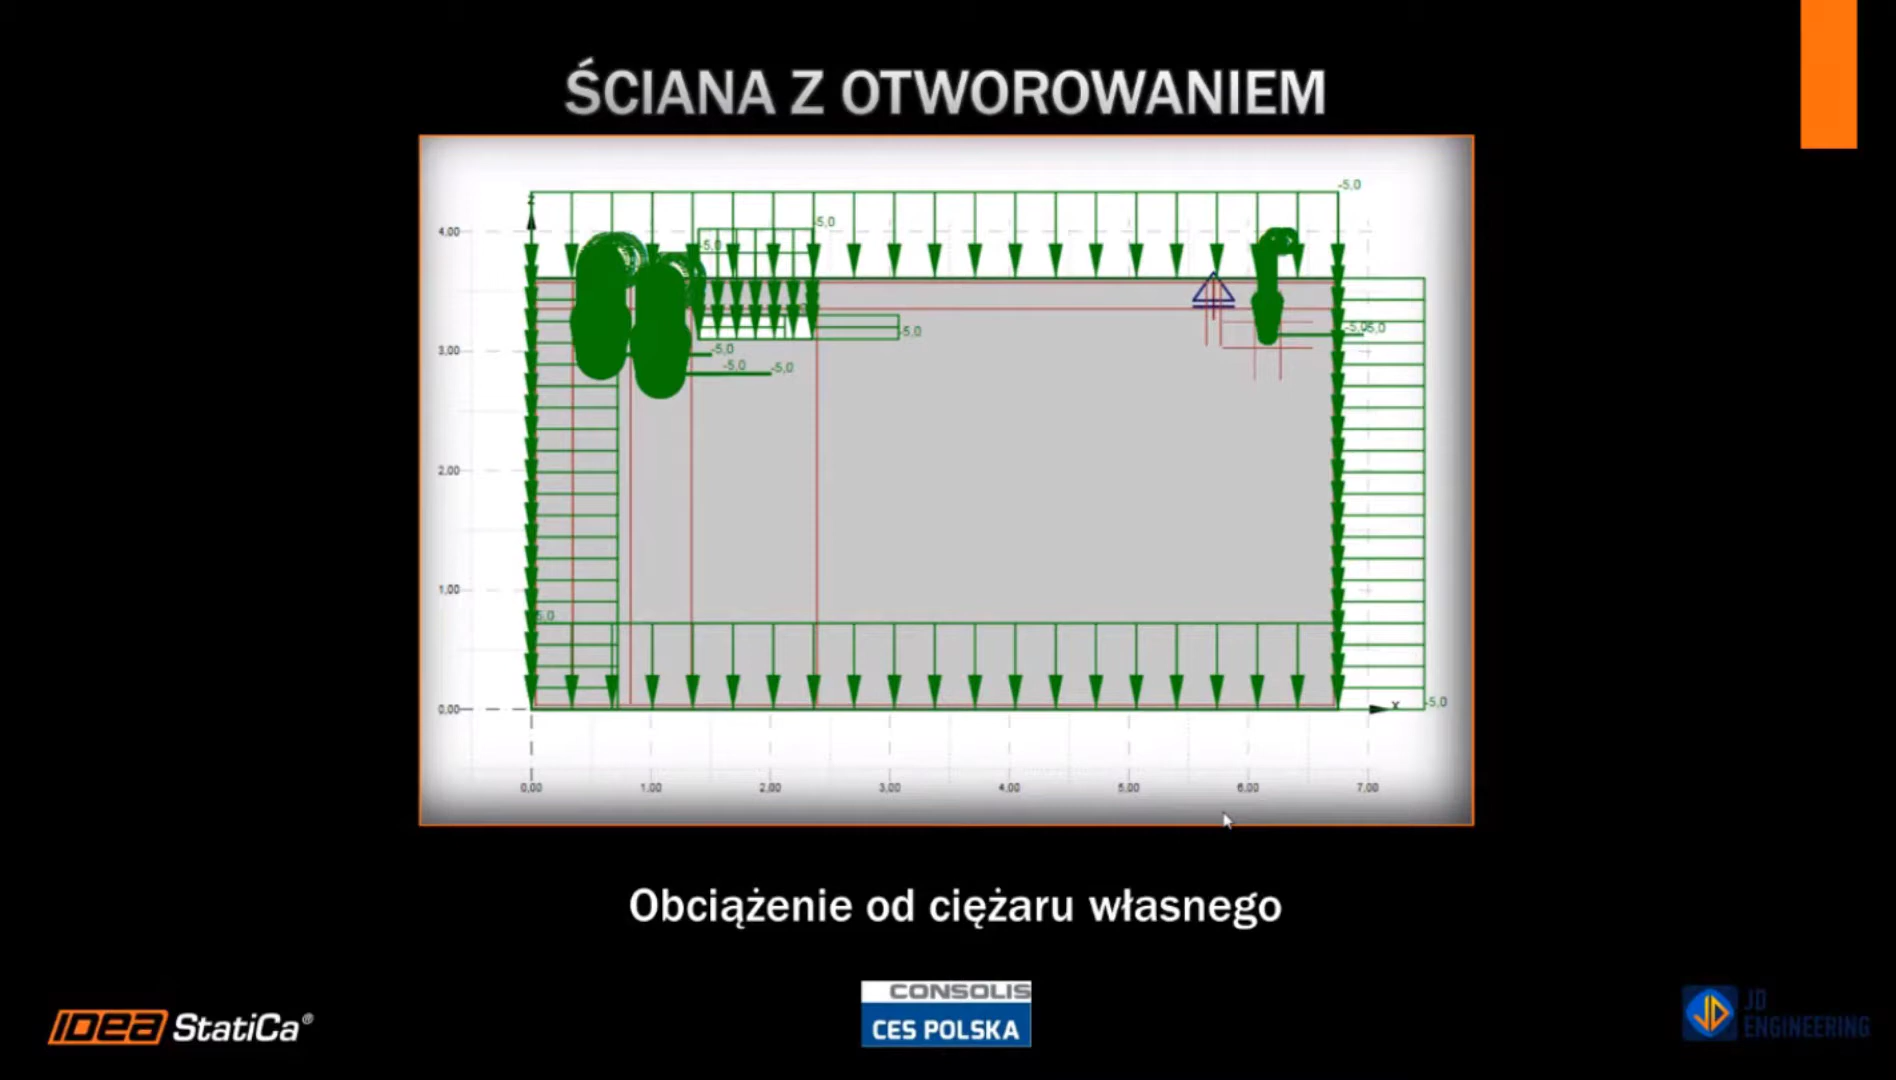 ŚCIANA Z OTWOROWANIEM
-5,0
z
4,00
-5,0
-5,0
-5,0
-5,05,0
3,00
-5,0
-5,0
-5,0
2,00
1,00
5,0
0,00
x
-5,0
0,00 1,00 2,00 3,00 4,00 5,00 6,00 7,00
Obciążenie od ciężaru własnego
IDEA StatiCa®
CONSOLIS
CES POLSKA
JD
ENGINEERING